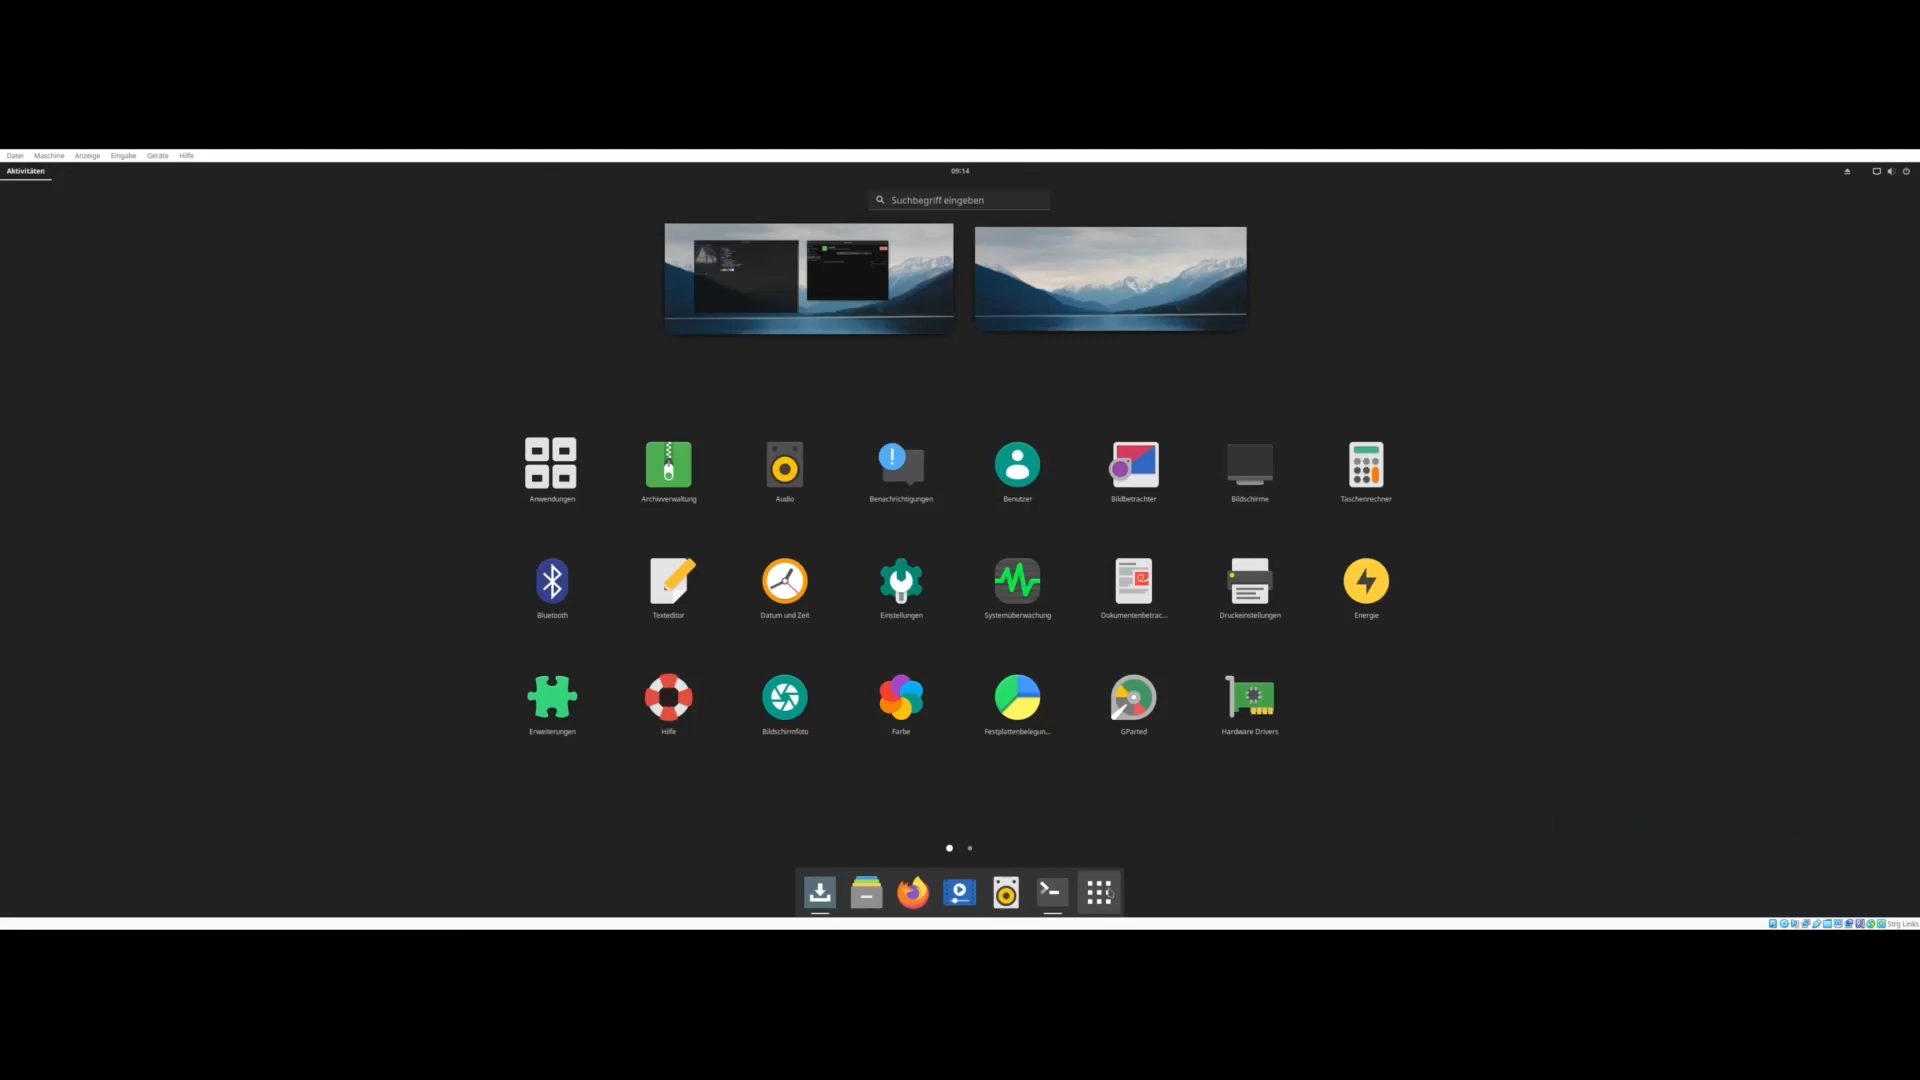 Datei Maschine Anzeige Eingabe Geräte Hilfe
Aktivitäten 09:14
Suchbegriff eingeben
Anwendungen Archivverwaltung Audio Benachrichtigungen Benutzer Bildbetrachter Bildschirme Taschenrechner
Bluetooth Texteditor Datum und Zeit Einstellungen Systemüberwachung Dokumentenbetrac... Druckeinstellungen Energie
Erweiterungen Hilfe Bildschirmfoto Farbe Festplattenbelegun... GParted Hardware Drivers
Strg Links